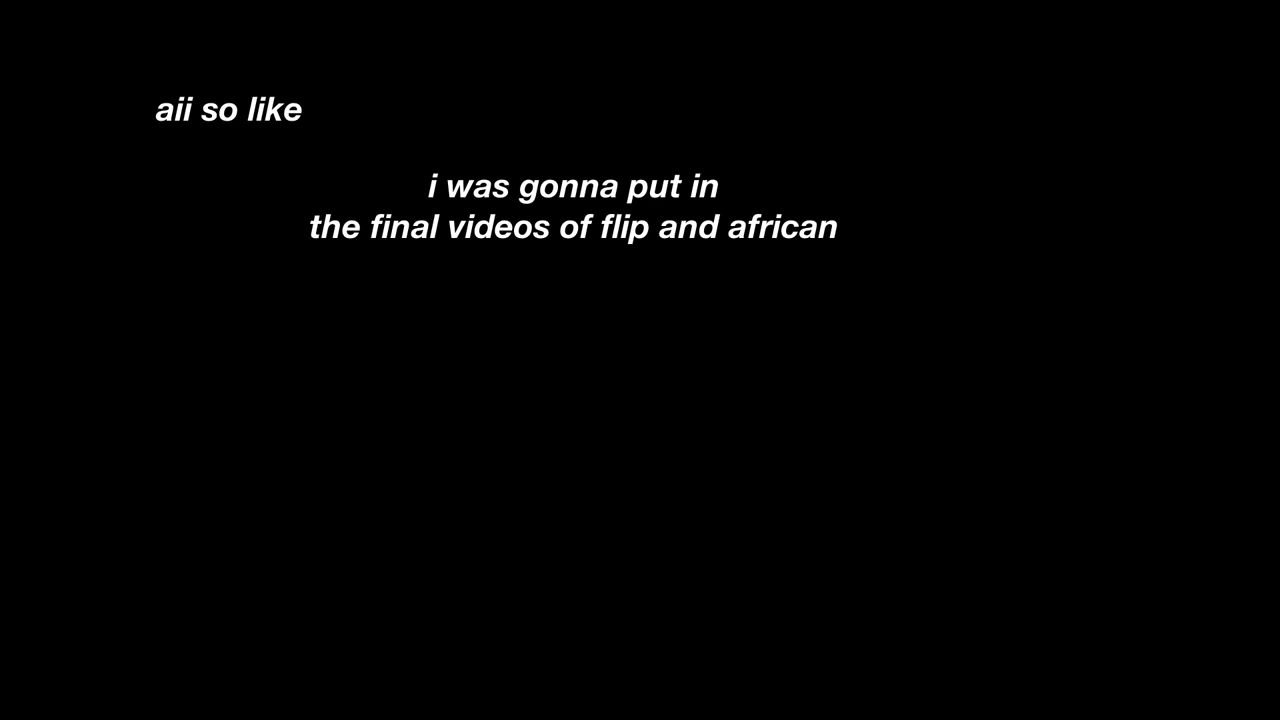 aii so like
i was gonna put in
the final videos of flip and african